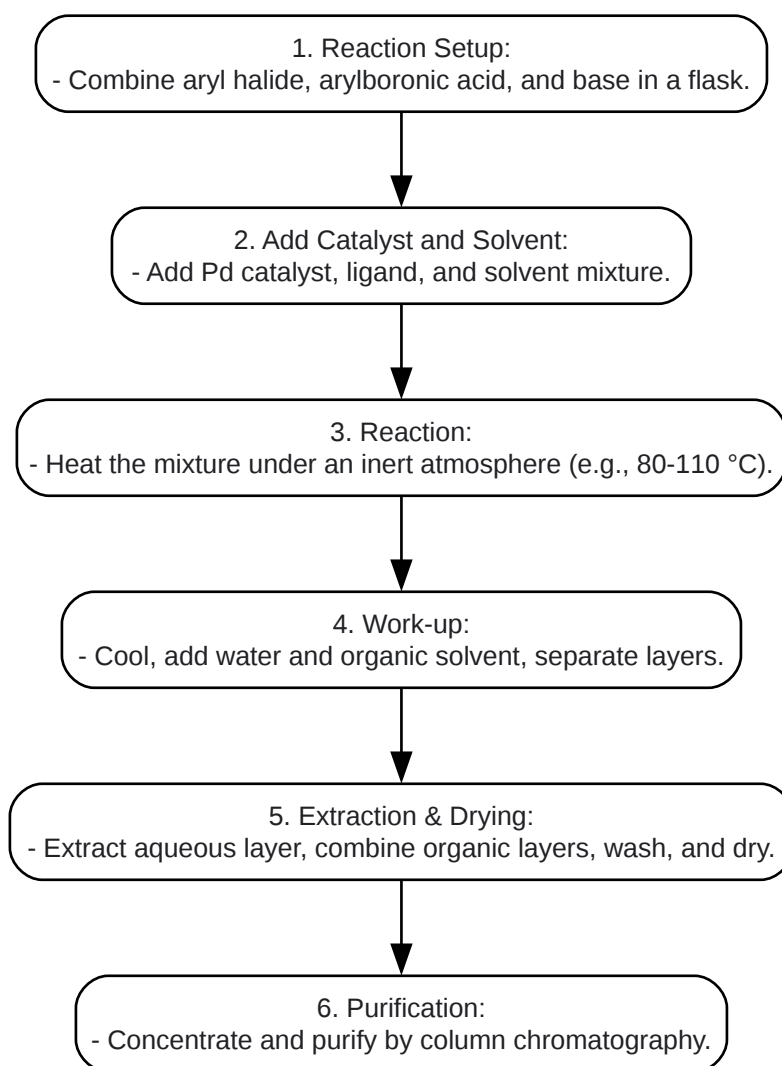 1. Reaction Setup:
- Combine aryl halide, arylboronic acid, and base in a flask.
2. Add Catalyst and Solvent:
- Add Pd catalyst, ligand, and solvent mixture.
3. Reaction:
- Heat the mixture under an inert atmosphere (e.g., 80-110 °C).
4. Work-up:
- Cool, add water and organic solvent, separate layers.
5. Extraction & Drying:
- Extract aqueous layer, combine organic layers, wash, and dry.
6. Purification:
- Concentrate and purify by column chromatography.